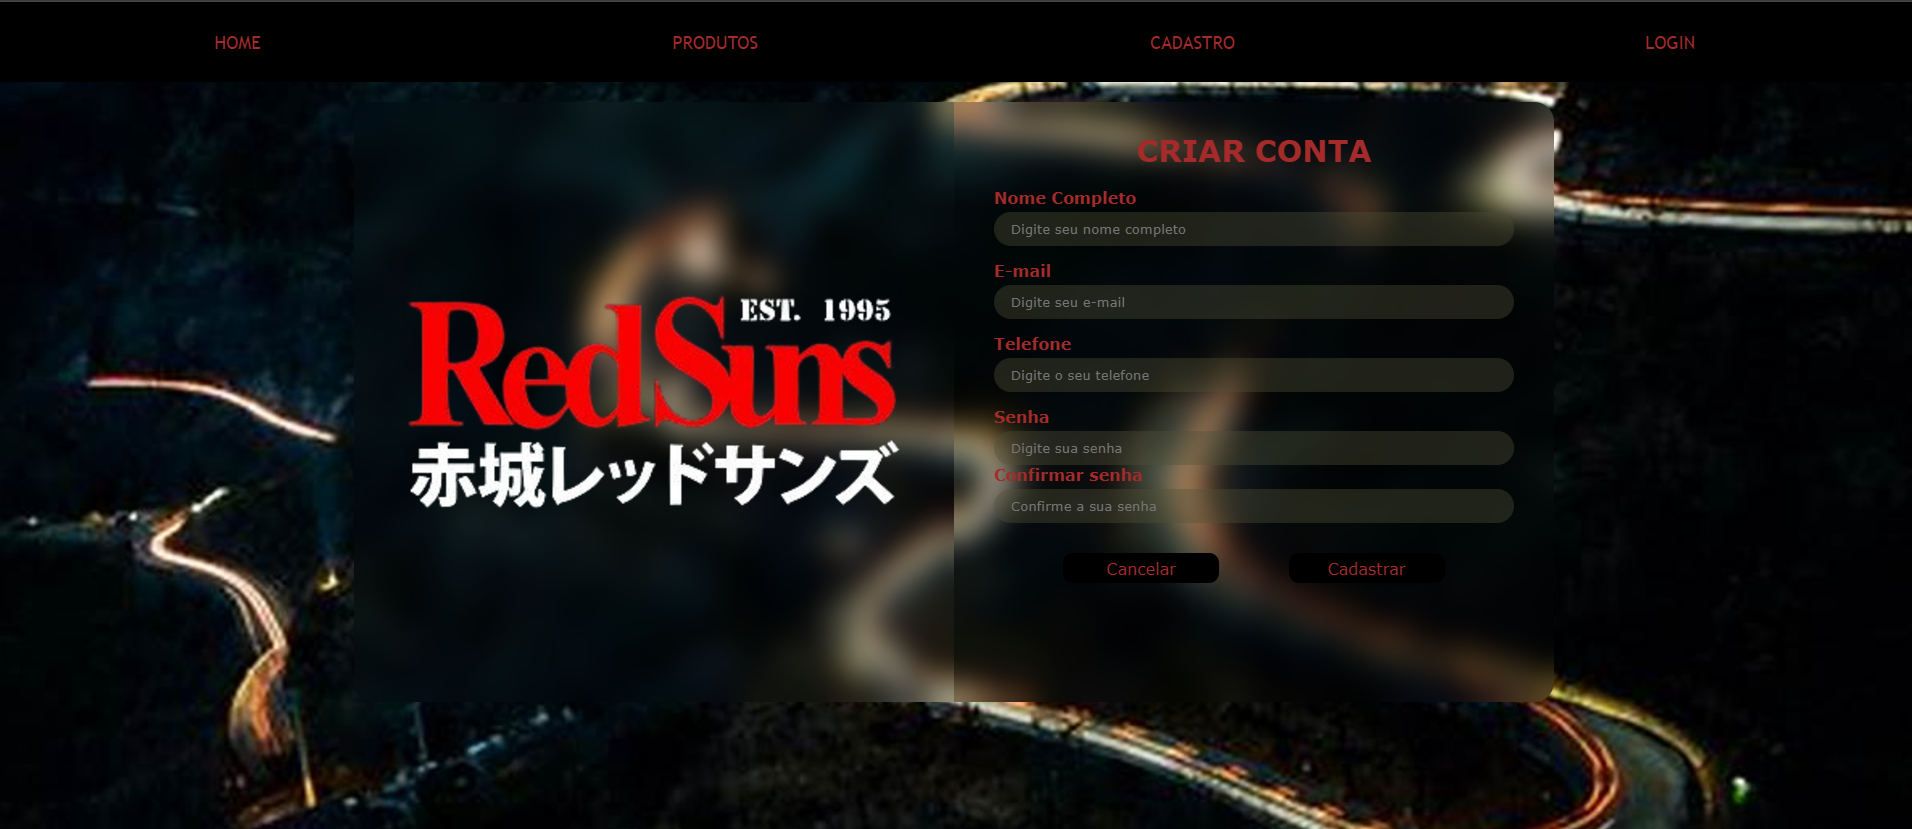 HOME PRODUTOS CADASTRO LOGIN
EST. 1995
RedSuns
赤城レッドサンズ
CRIAR CONTA
Nome Completo
Digite seu nome completo
E-mail
Digite seu e-mail
Telefone
Digite o seu telefone
Senha
Digite sua senha
Confirmar senha
Confirme a sua senha
Cancelar Cadastrar